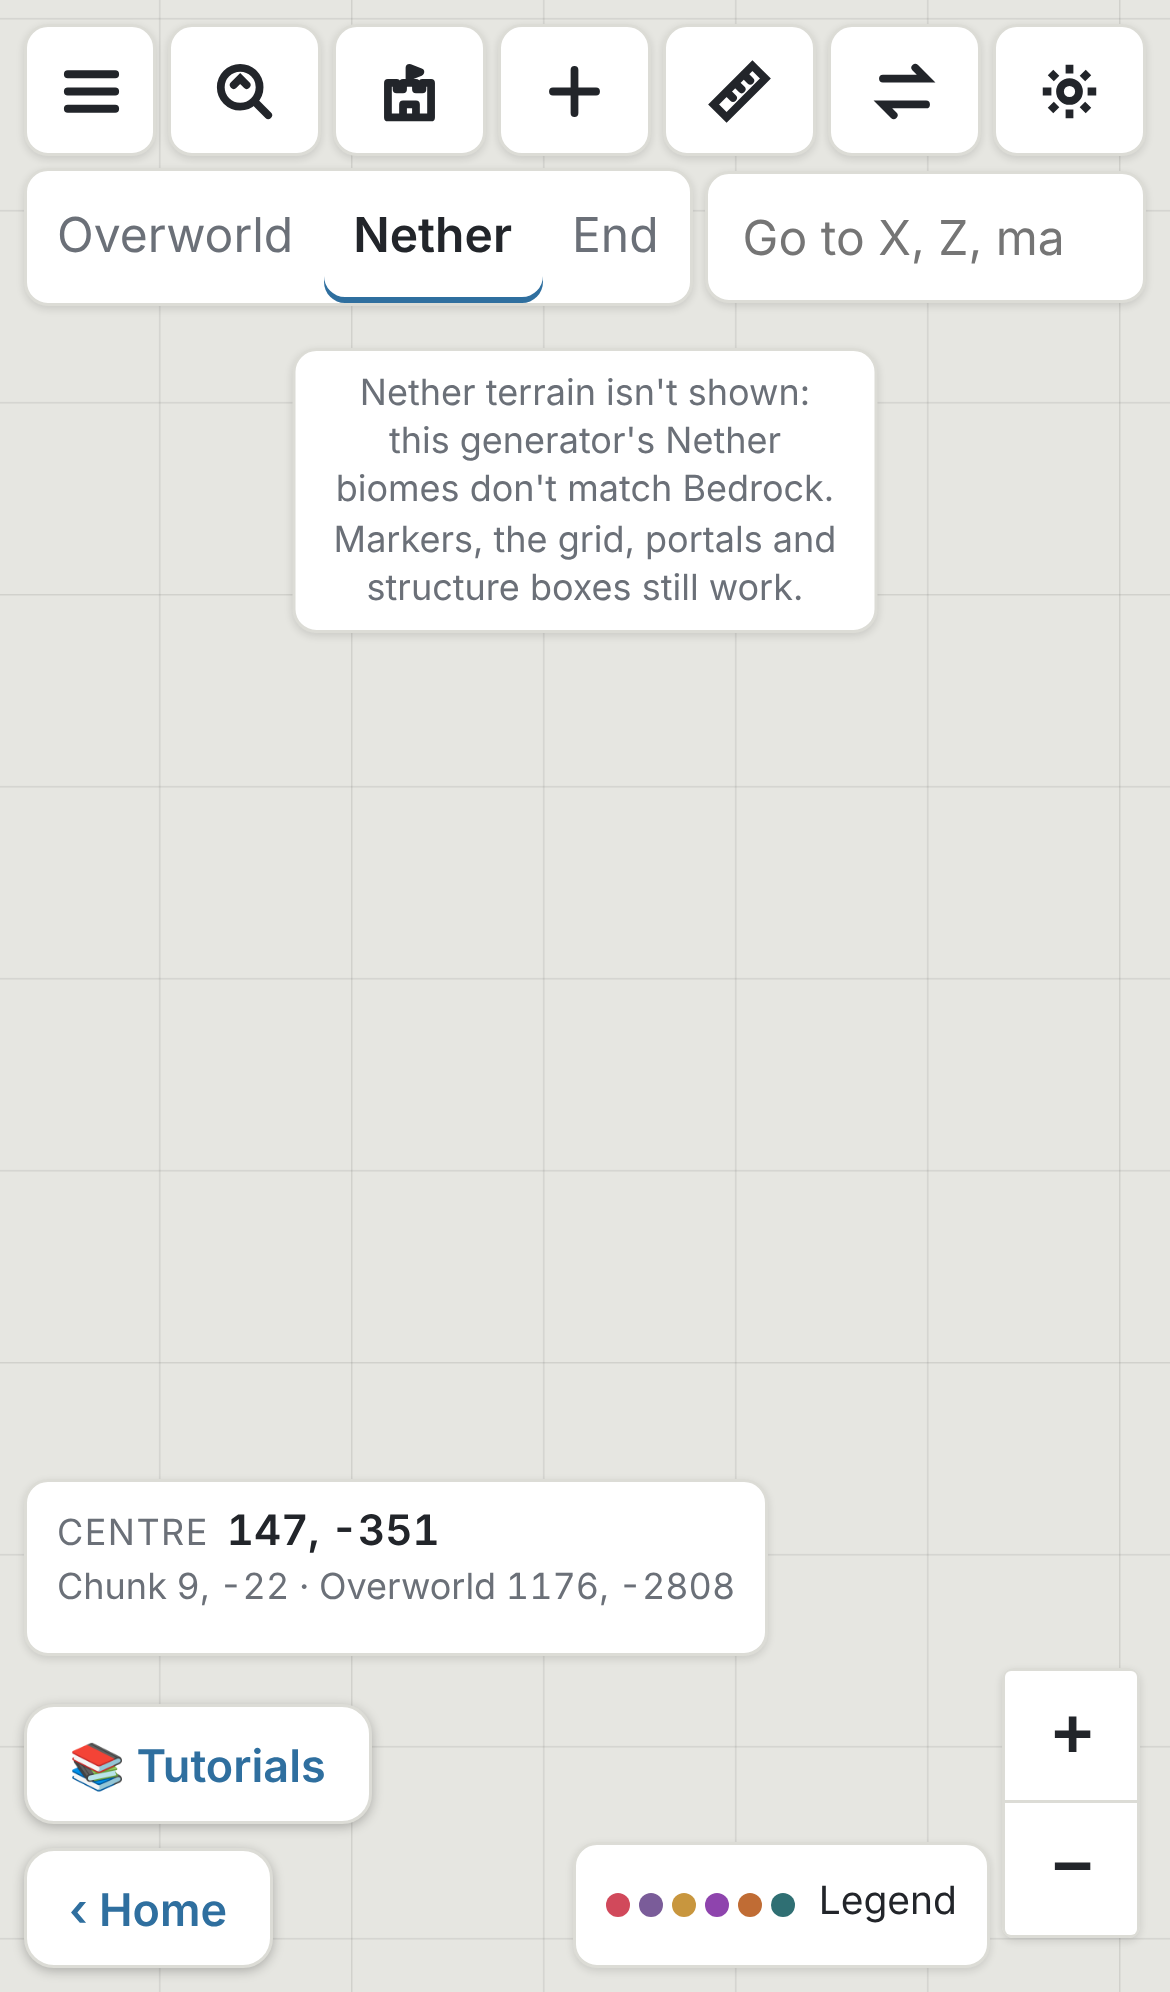 Overworld Nether End
Go to X, Z, ma
Nether terrain isn't shown:
this generator's Nether
biomes don't match Bedrock.
Markers, the grid, portals and
structure boxes still work.
CENTRE 147, -351
Chunk 9, -22 · Overworld 1176, -2808
📚 Tutorials
‹ Home
Legend
+
−